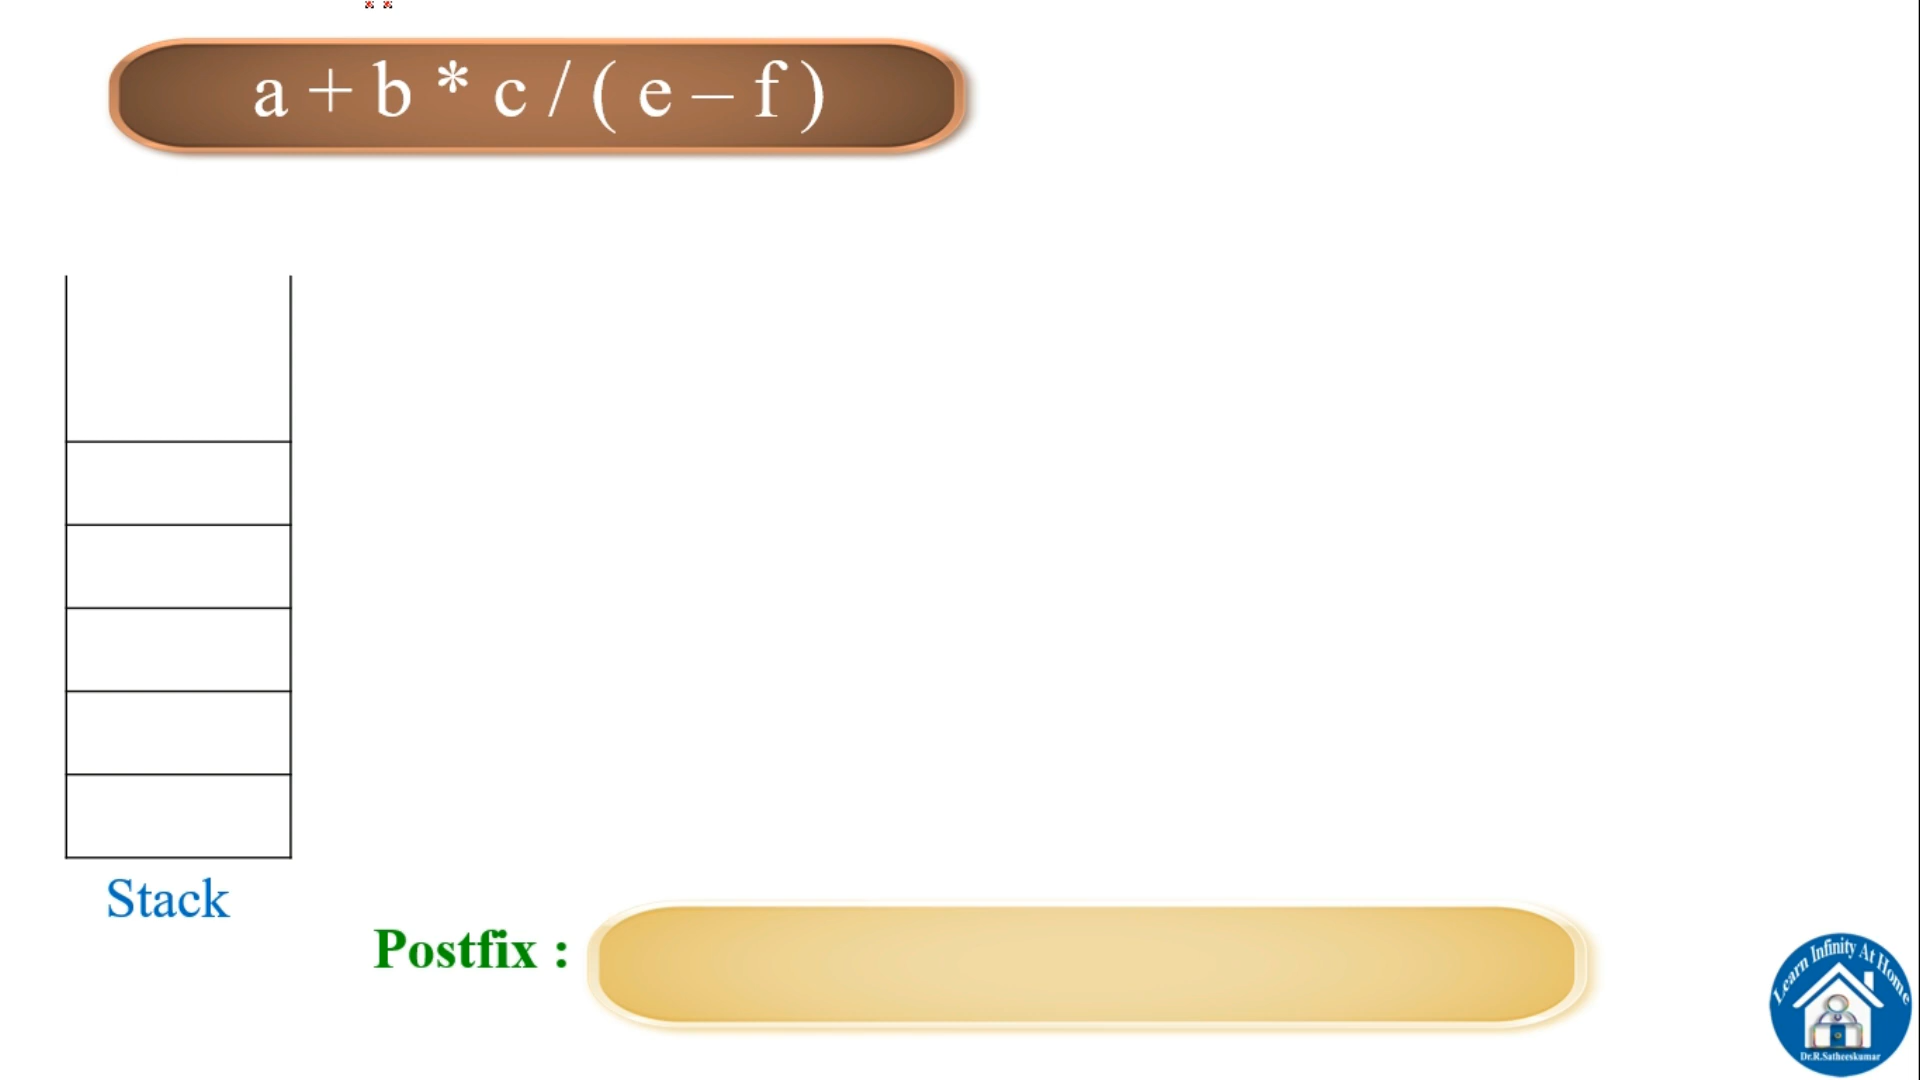 a + b * c / ( e – f )
Stack
Postfix :
Learn Infinity At Home
Dr.R.Satheeskumar